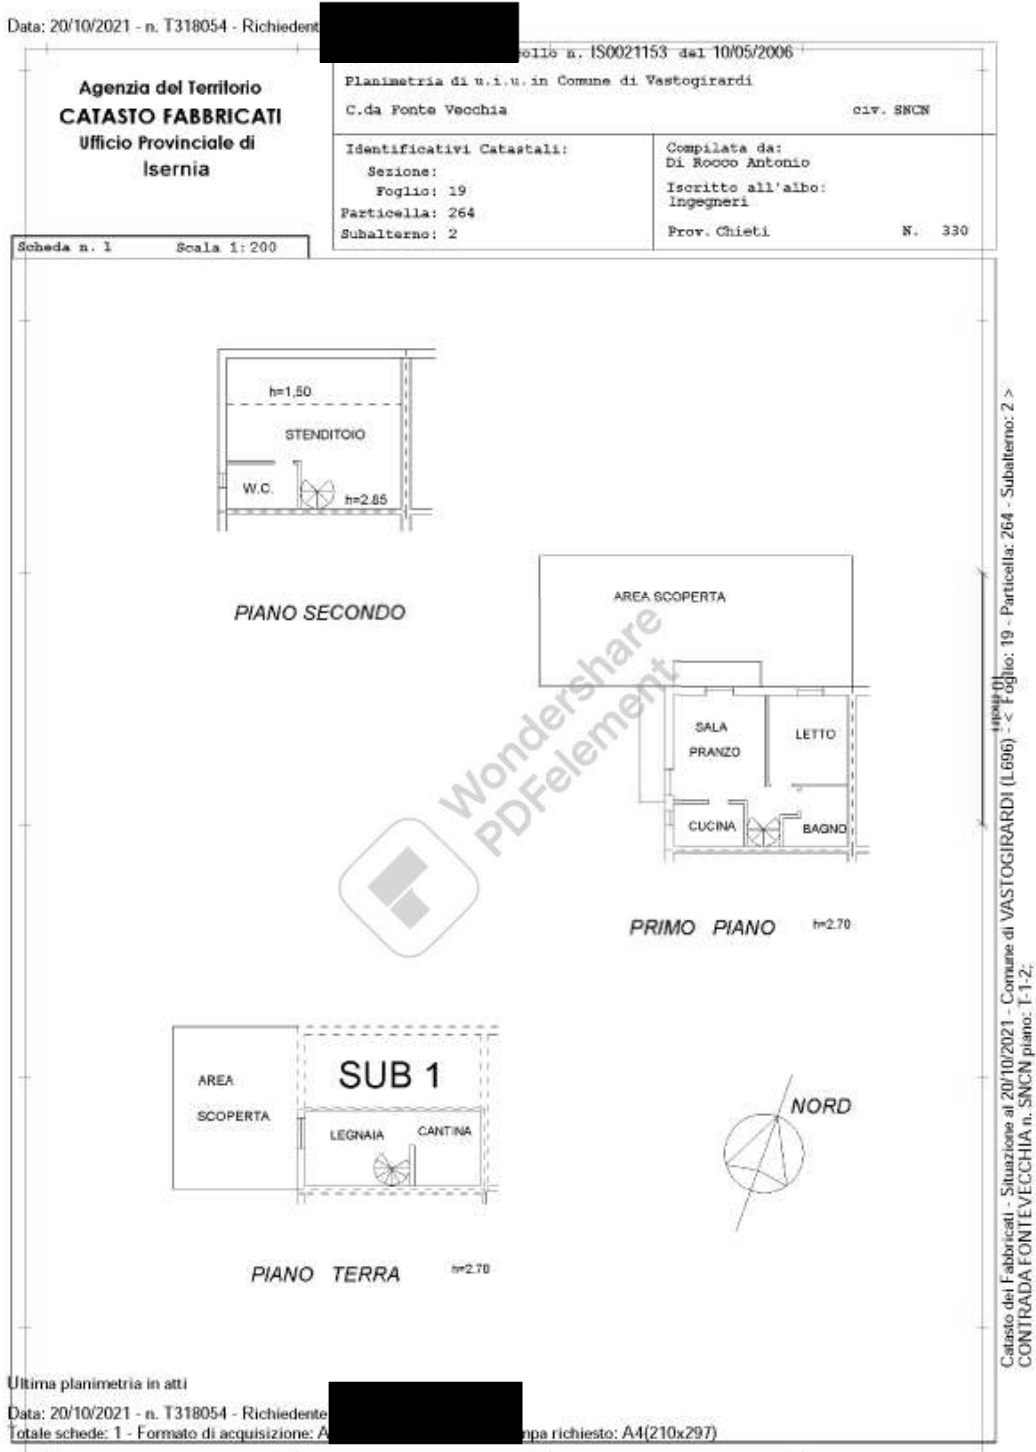 Data: 20/10/2021 - n. T318054 - Richiedent
ollo n. IS0021153 del 10/05/2006
Agenzia del Territorio
CATASTO FABBRICATI
Ufficio Provinciale di
Isernia
Planimetria di u.i.u. in Comune di Vastogirardi
C.da Fonte Vecchia civ. SNCN
Identificativi Catastali:
Sezione:
Foglio: 19
Particella: 264
Subalterno: 2
Compilata da:
Di Rocco Antonio
Iscritto all'albo:
Ingegneri
Prov. Chieti N. 330
Scheda n. 1 Scala 1:200
h=1,50
STENDITOIO
W.C.
h=2.85
PIANO SECONDO
AREA SCOPERTA
SALA
PRANZO
LETTO
CUCINA
BAGNO
PRIMO PIANO h=2.70
Wondershare
PDFelement
SUB 1
AREA
SCOPERTA
LEGNAIA
CANTINA
PIANO TERRA h=2.70
NORD
10 metri
Catasto dei Fabbricati - Situazione al 20/10/2021 - Comune di VASTOGIRARDI (L696) - < Foglio: 19 - Particella: 264 - Subalterno: 2 >
CONTRADA FONTEVECCHIA n. SNCN piano: T-1-2;
Ultima planimetria in atti
Data: 20/10/2021 - n. T318054 - Richiedente
Totale schede: 1 - Formato di acquisizione: A
mpa richiesto: A4(210x297)